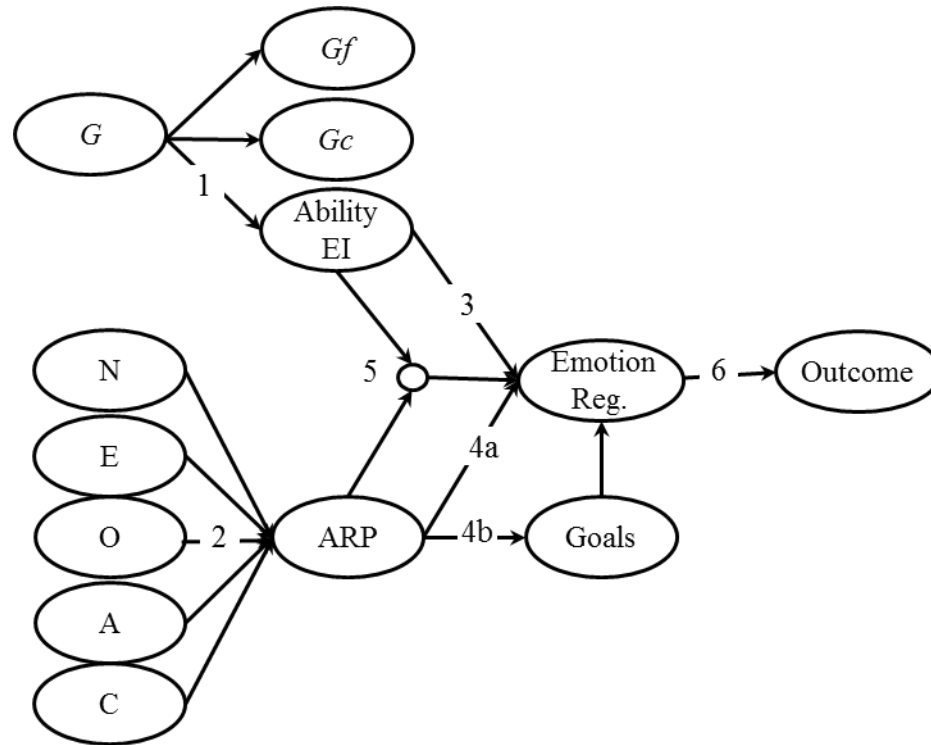 Gf
G
Gc
1
Ability
EI
3
N
5
Emotion
Reg.
6
Outcome
E
4a
O
2
ARP
4b
Goals
A
C